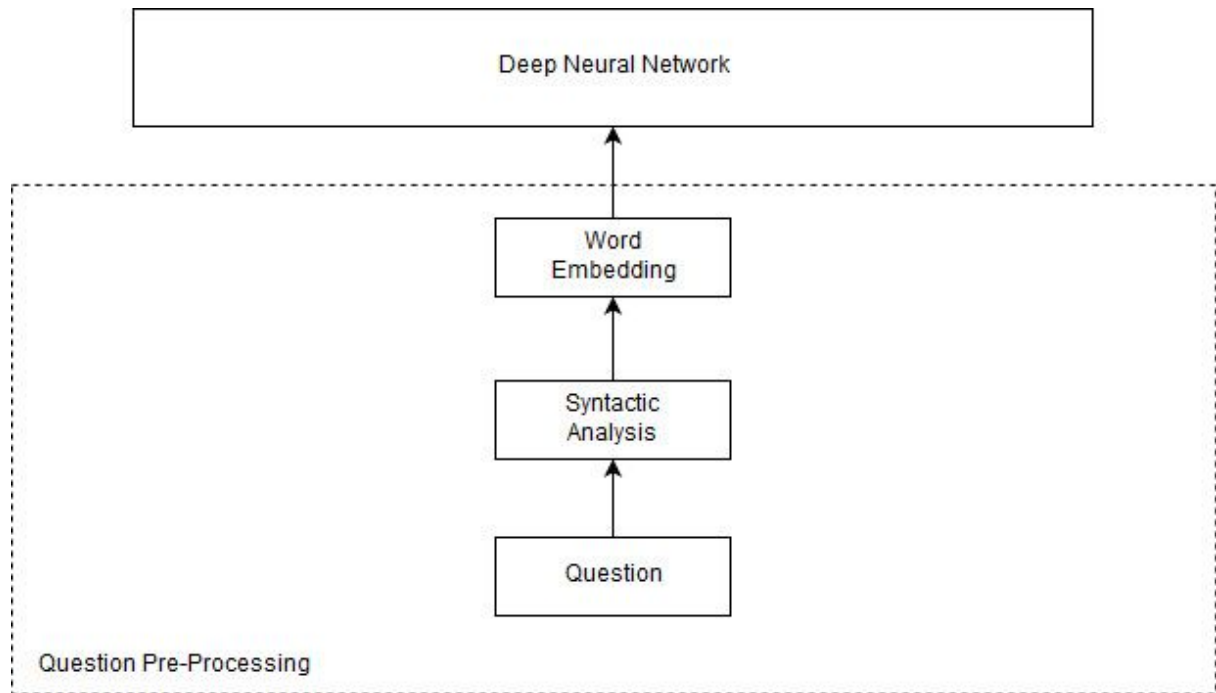 Deep Neural Network
Word
Embedding
Syntactic
Analysis
Question
Question Pre-Processing